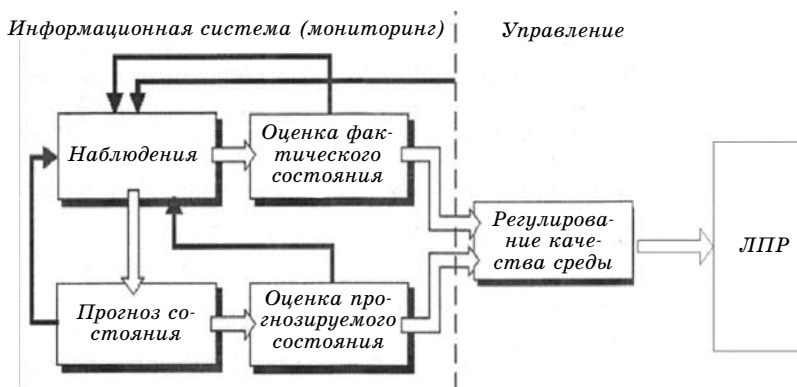 Информационная система (мониторинг)
Управление
Наблюдения
Оценка фак-
тического
состояния
Регулирова-
ние каче-
ства среды
ЛПР
Прогноз со-
стояния
Оценка про-
гнозируемого
состояния